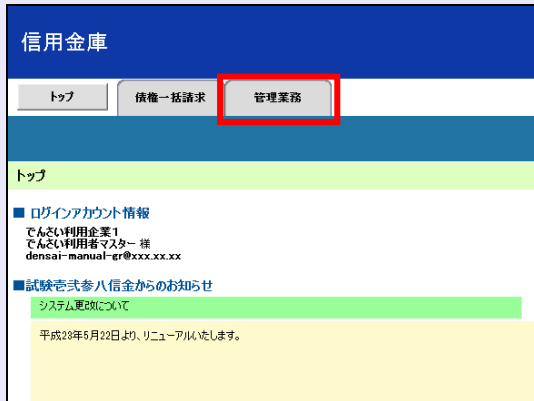 信用金庫
トップ 債権一括請求 管理業務
トップ
■ ログインアカウント情報
でんさい利用企業1
でんさい利用者マスター 様
densai-manual-gr@xxx.xx.xx
■試験壱弐参八信金からのお知らせ
システム更改について
平成23年5月22日より、リニューアルいたします。